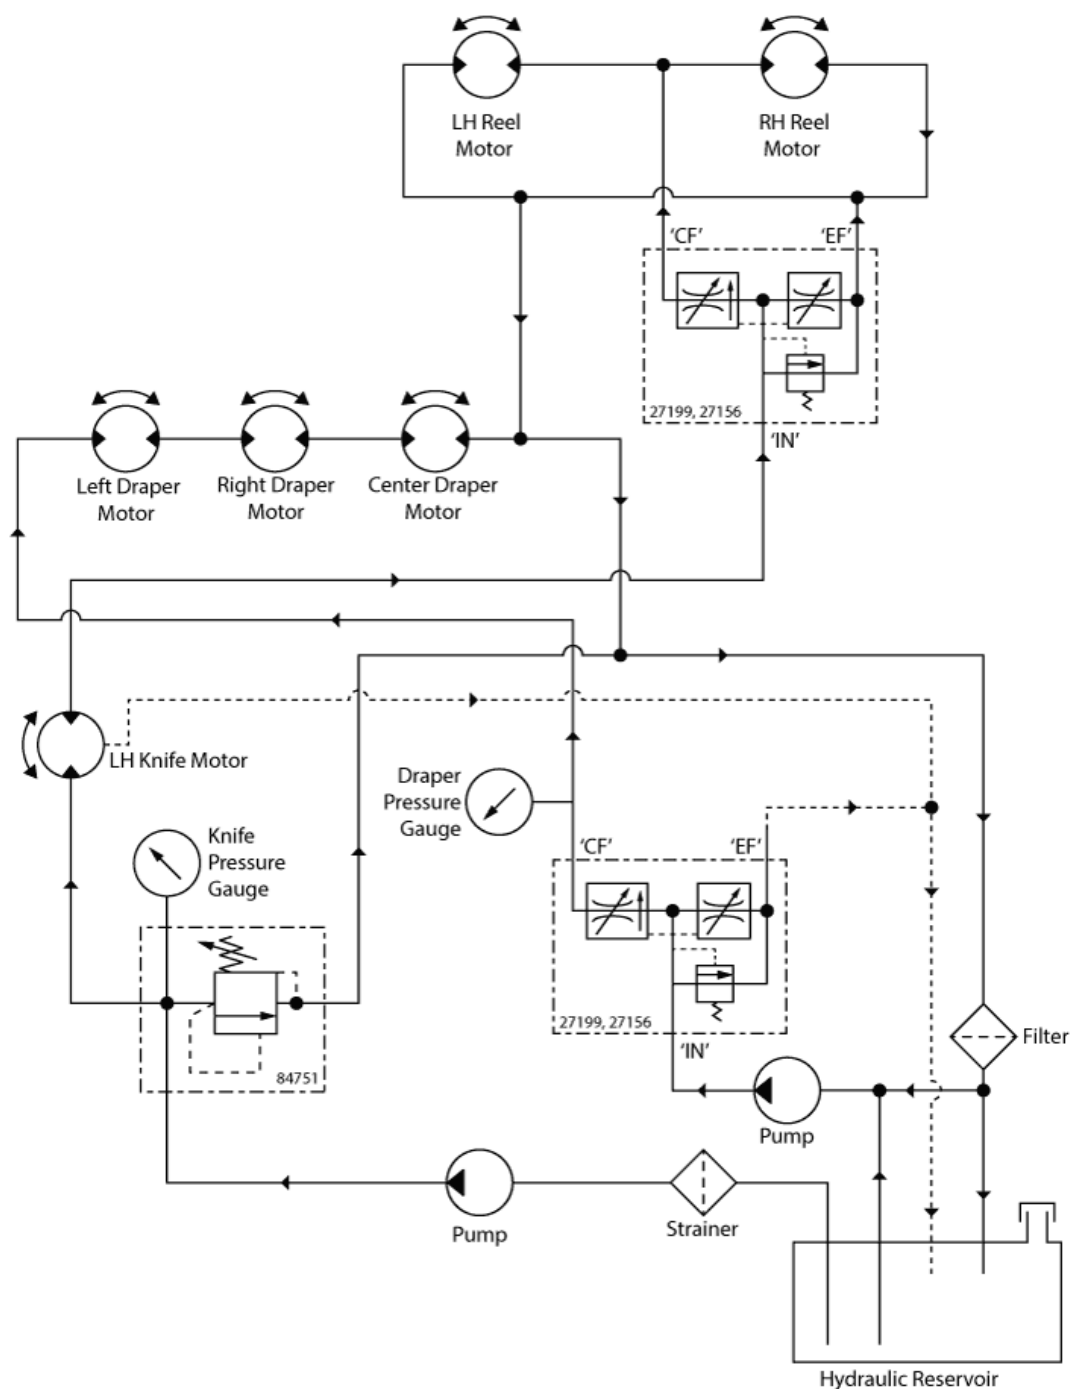 LH Reel
Motor
RH Reel
Motor
'CF'
'EF'
27199, 27156
'IN'
Left Draper
Motor
Right Draper
Motor
Center Draper
Motor
LH Knife Motor
Draper
Pressure
Gauge
Knife
Pressure
Gauge
'CF'
'EF'
27199, 27156
'IN'
84751
Filter
Pump
Strainer
Pump
Hydraulic Reservoir